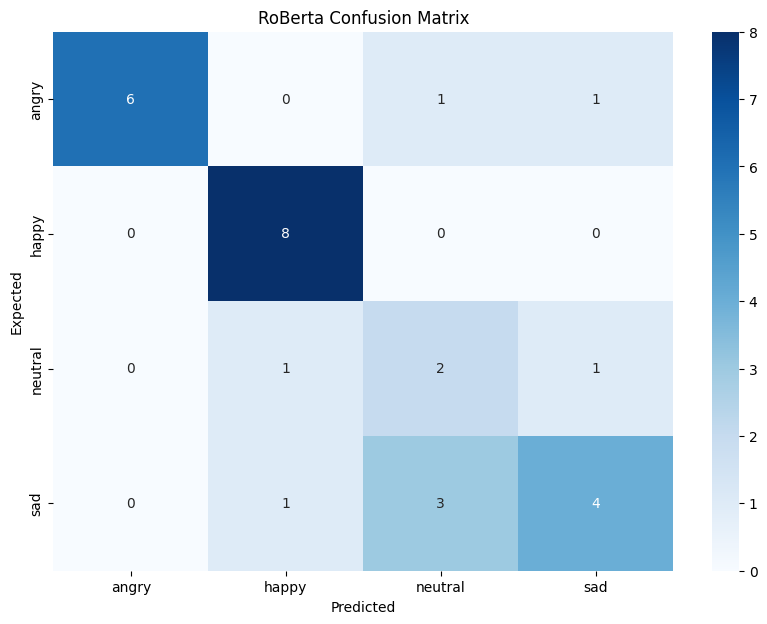 RoBerta Confusion Matrix
Expected
angry 6 0 1 1
happy 0 8 0 0
neutral 0 1 2 1
sad 0 1 3 4
angry happy neutral sad
Predicted
8
7
6
5
4
3
2
1
0